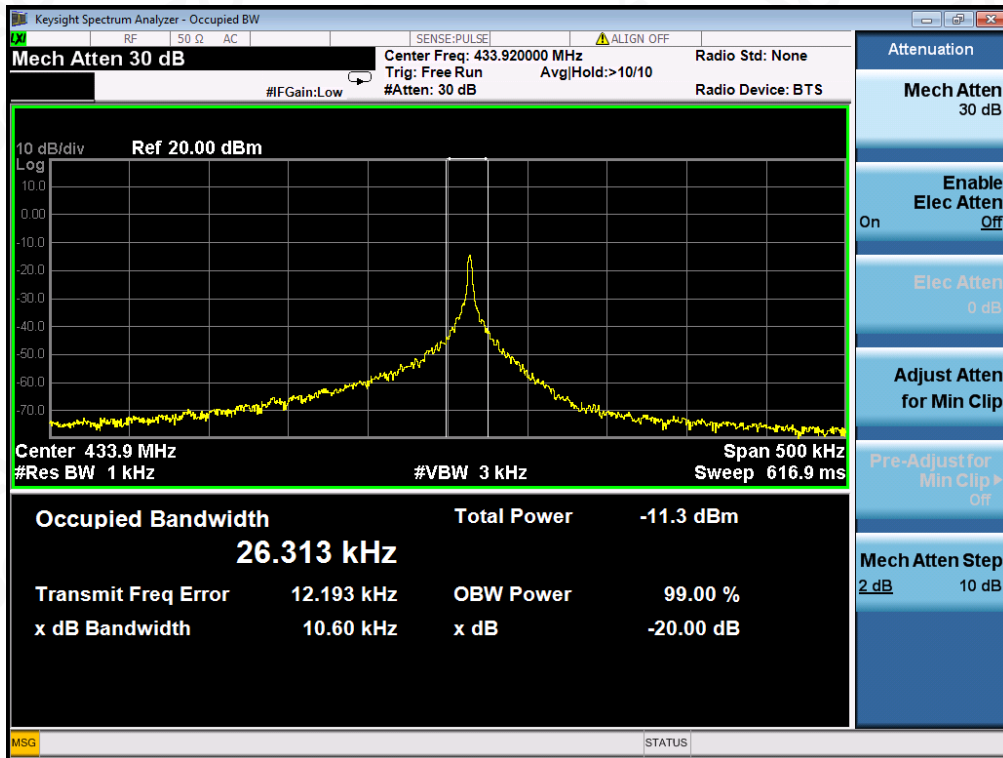 Keysight Spectrum Analyzer - Occupied BW
LXI RF 50 Ω AC SENSE:PULSE ALIGN OFF
Mech Atten 30 dB
Center Freq: 433.920000 MHz Radio Std: None
Trig: Free Run Avg|Hold:>10/10
#IFGain:Low #Atten: 30 dB Radio Device: BTS
10 dB/div Ref 20.00 dBm
Log
10.0
0.00
-10.0
-20.0
-30.0
-40.0
-50.0
-60.0
-70.0
Center 433.9 MHz Span 500 kHz
#Res BW 1 kHz #VBW 3 kHz Sweep 616.9 ms
Occupied Bandwidth Total Power -11.3 dBm
26.313 kHz
Transmit Freq Error 12.193 kHz OBW Power 99.00 %
x dB Bandwidth 10.60 kHz x dB -20.00 dB
MSG STATUS
Attenuation
Mech Atten
30 dB
Enable
Elec Atten
On Off
Elec Atten
0 dB
Adjust Atten
for Min Clip
Pre-Adjust for
Min Clip
Off
Mech Atten Step
2 dB 10 dB